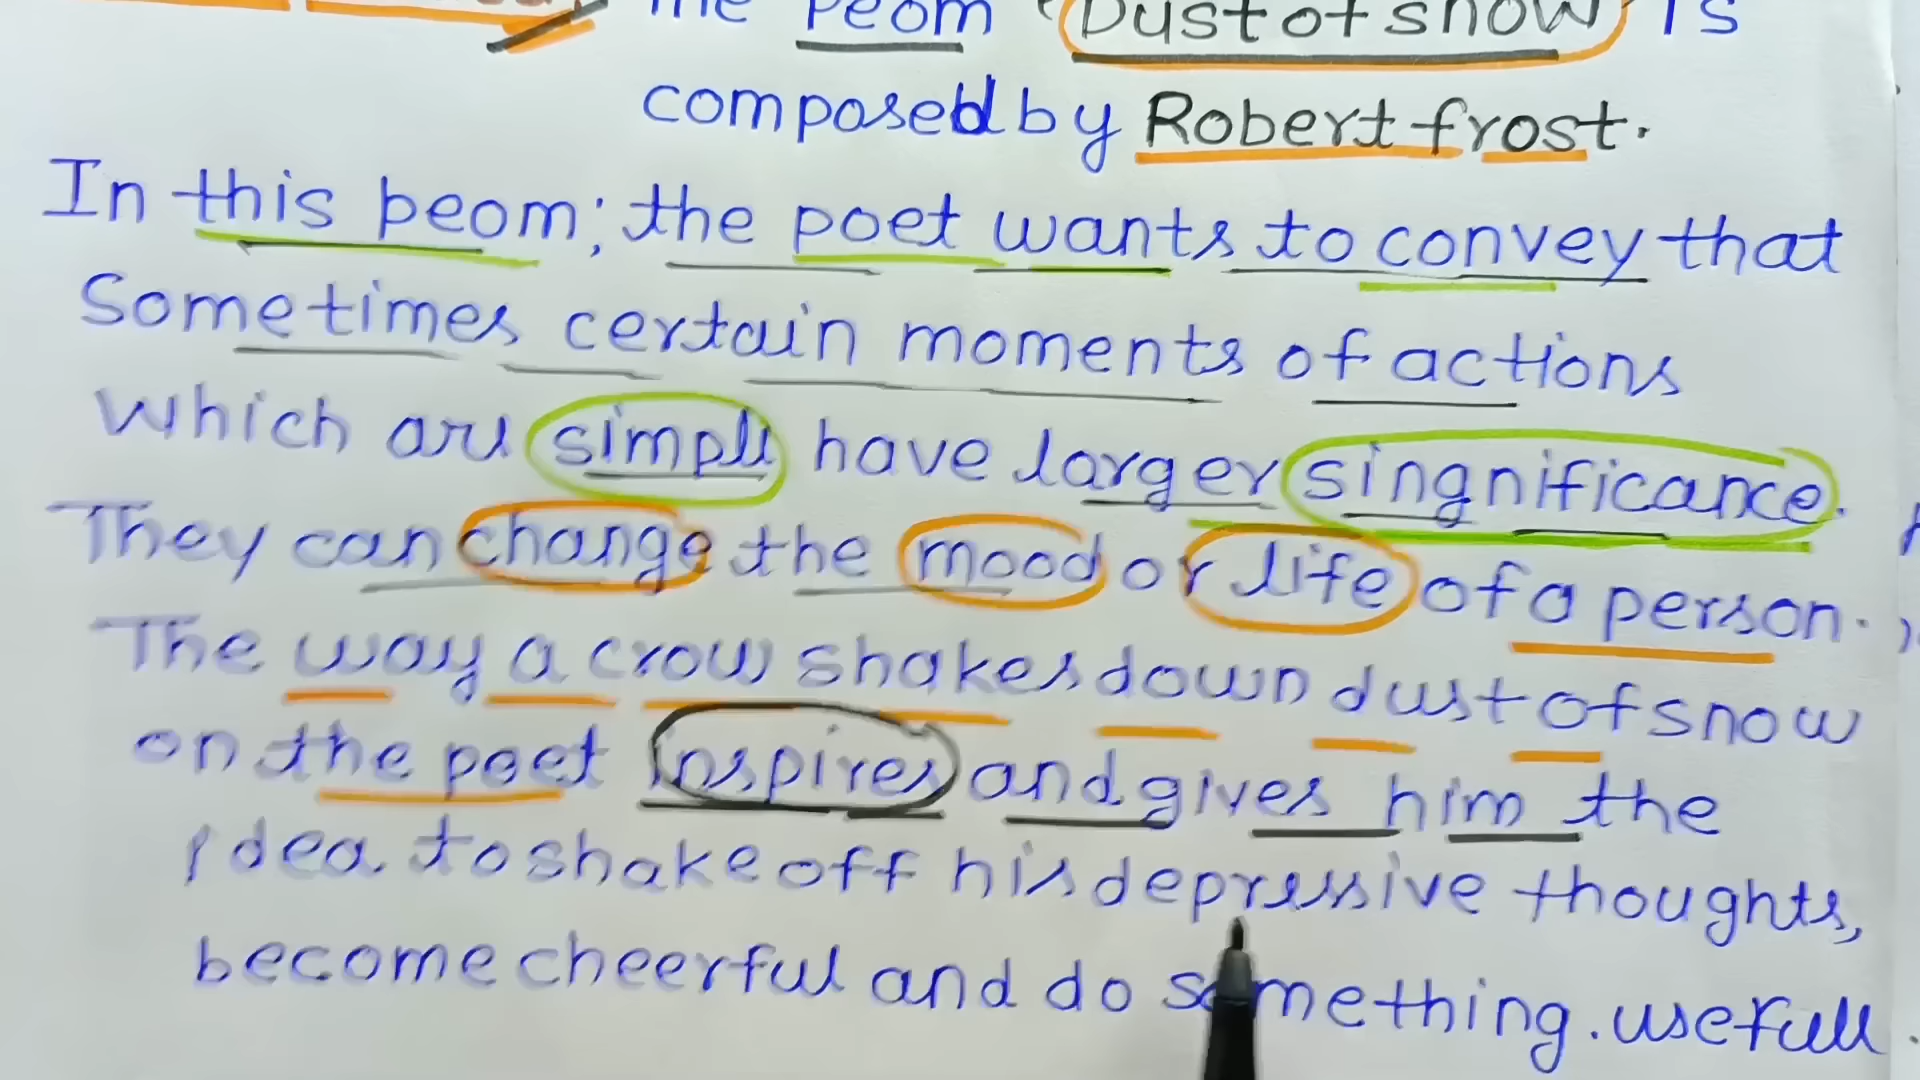 The Peom 'Dust of snow' is
composed by Robert frost.
In this beom; the poet wants to convey that
Sometimes certain moments of actions
which are simple have larger singnificance.
They can change the mood or life of a person.
The way a crow shakes down dust of snow
on the poet inspires and gives him the
idea to shake off his depressive thoughts,
become cheerful and do something. usefull.